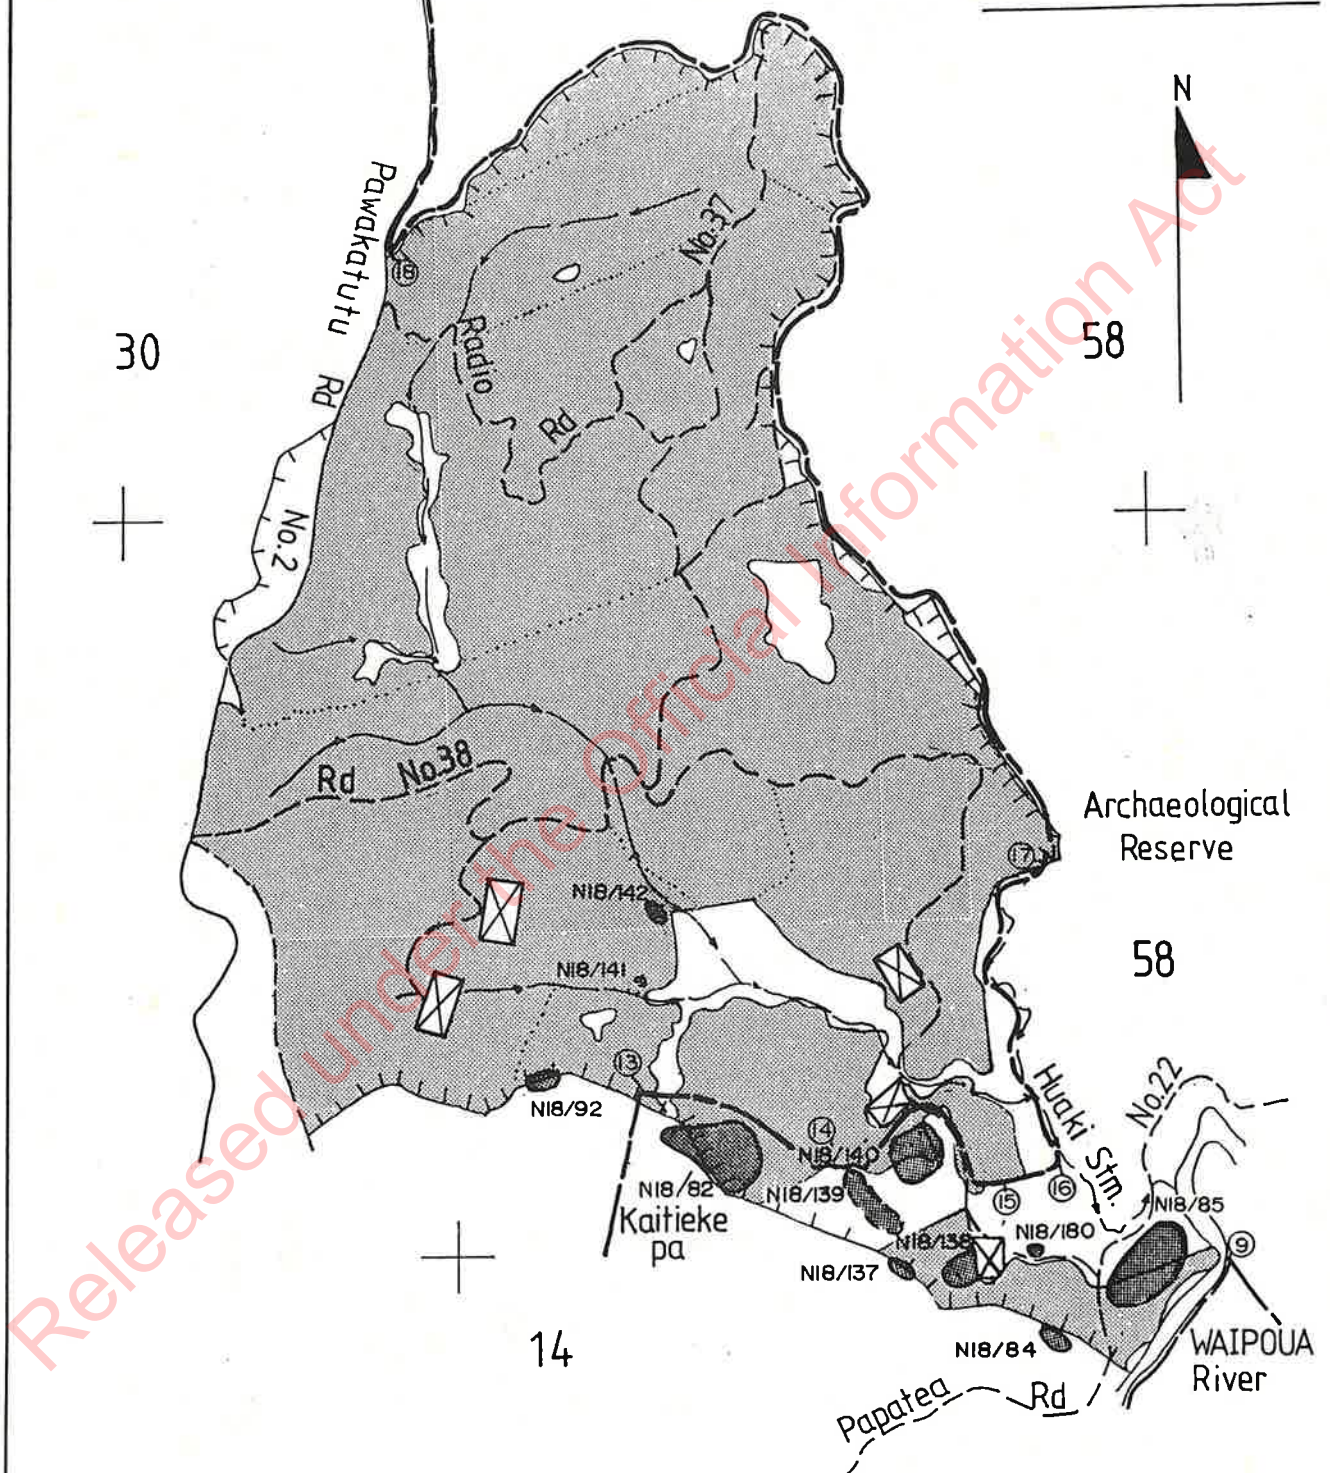 N
Pawakatutu Rd
18
No.37
30
58
Radio
Rd
No.2
Rd No.38
Archaeological
Reserve
17
N18/142
N18/141
58
13
N18/92
Huaki Stm.
No.22
14
N18/140
N18/82
N18/139
15
16
N18/85
Kaitieke
pa
N18/138
N18/180
9
N18/137
14
N18/84
WAIPOUA
River
Papatea Rd
Released under the Official Information Act